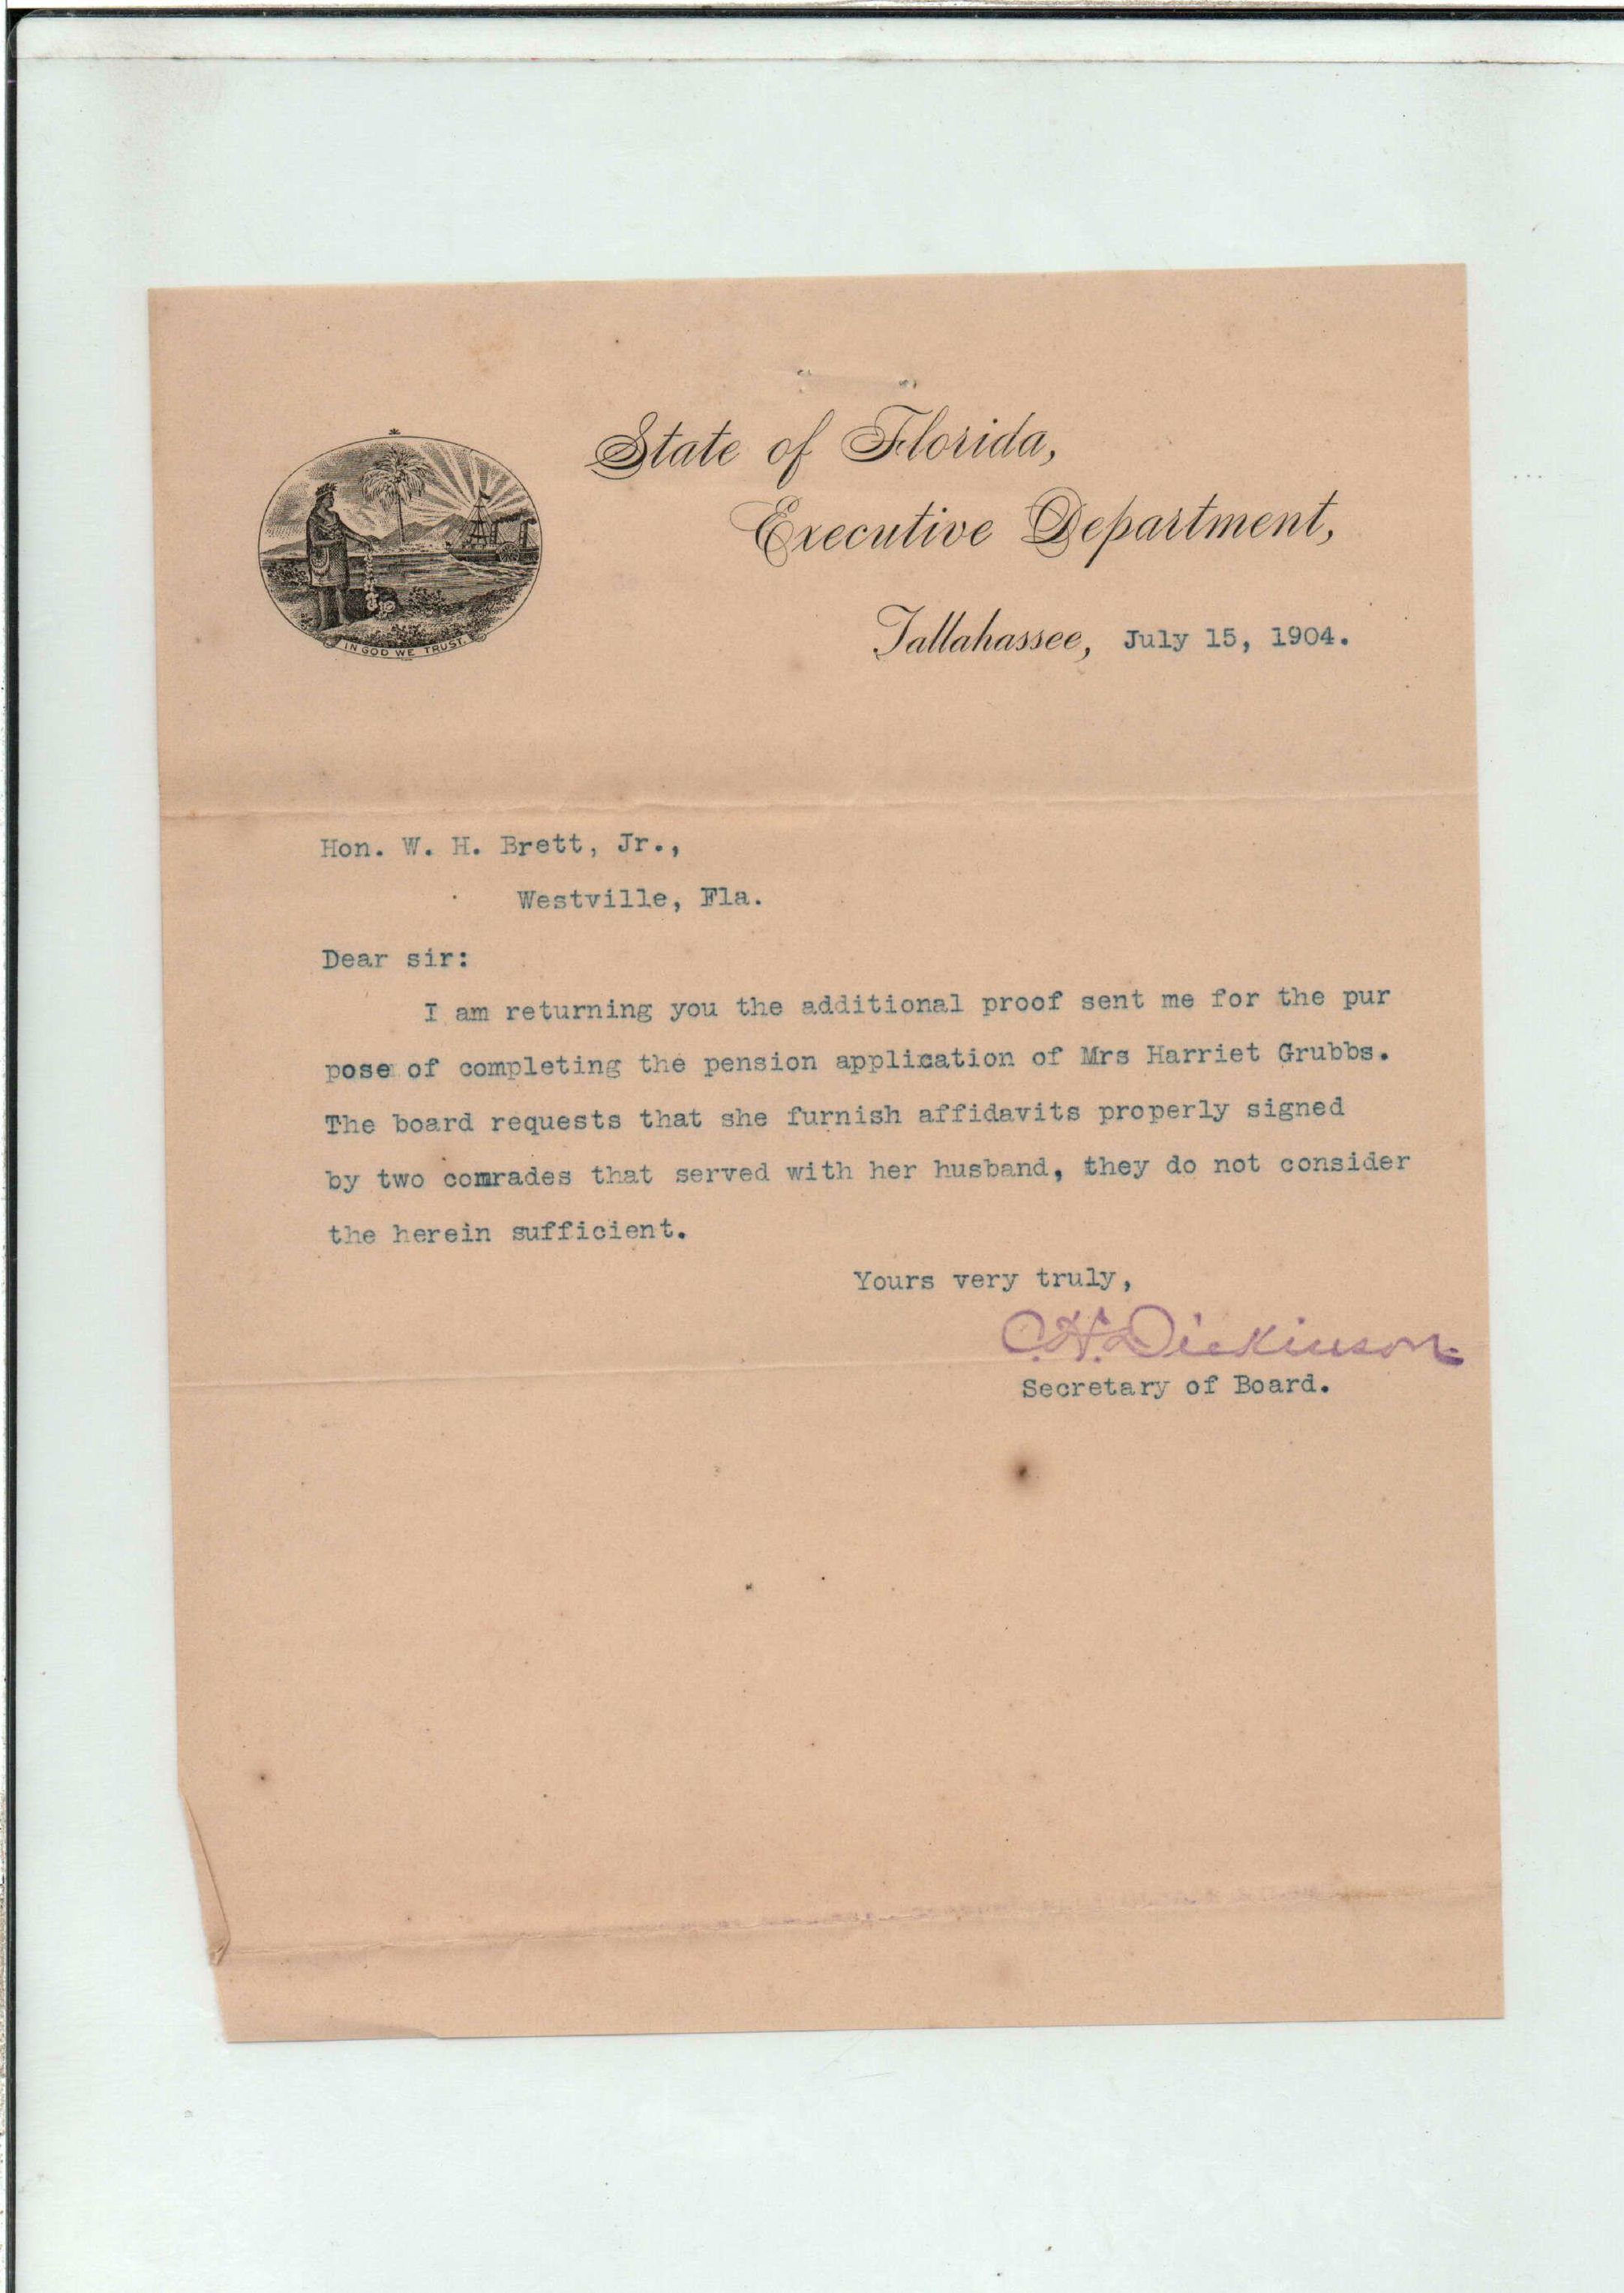 State of Florida,
Executive Department,
Tallahassee, July 15, 1904.
IN GOD WE TRUST.
Hon. W. H. Brett, Jr.,
Westville, Fla.
Dear sir:
I am returning you the additional proof sent me for the pur
pose of completing the pension application of Mrs Harriet Grubbs.
The board requests that she furnish affidavits properly signed
by two comrades that served with her husband, they do not consider
the herein sufficient.
Yours very truly,
C.H. Dickinson
Secretary of Board.